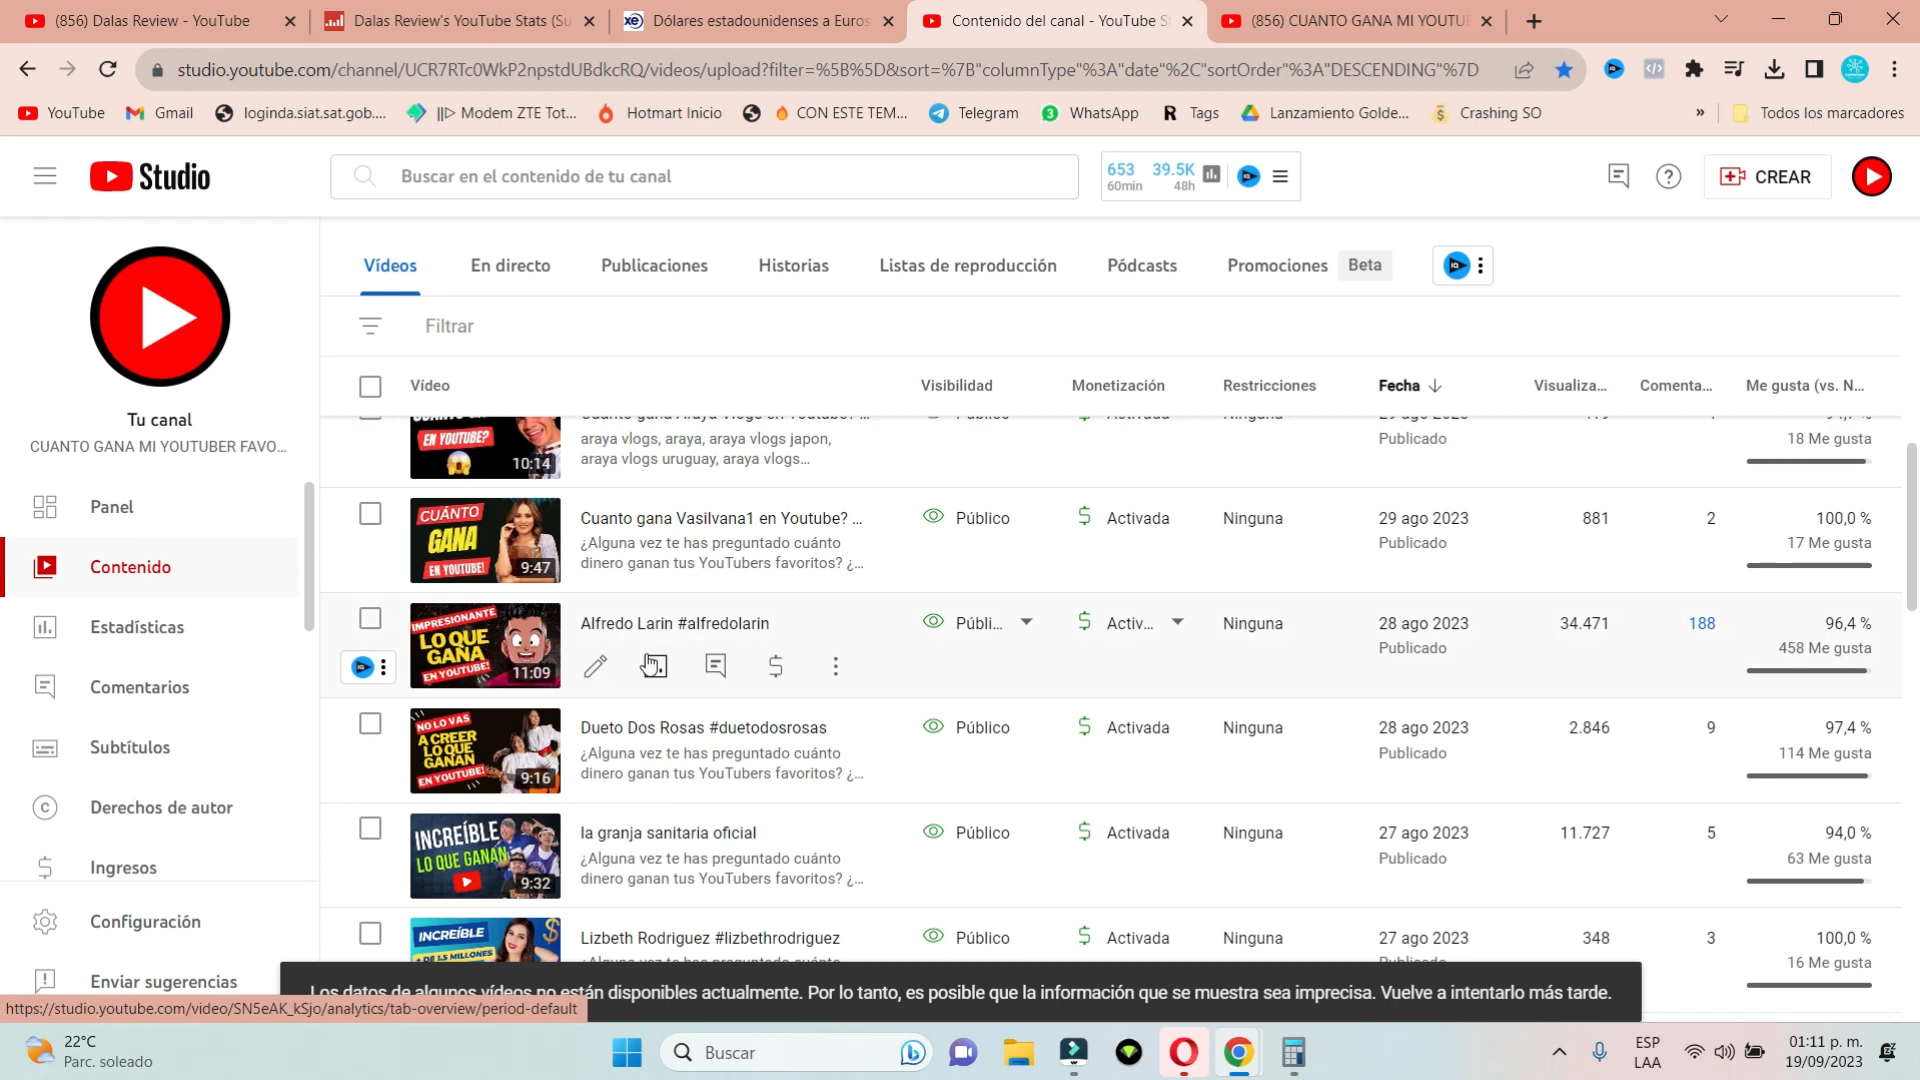 (856) Dalas Review - YouTube
Dalas Review's YouTube Stats (Su
Dólares estadounidenses a Euros
Contenido del canal - YouTube S
(856) CUANTO GANA MI YOUTU
studio.youtube.com/channel/UCR7RTc0WkP2npstdUBdkcRQ/videos/upload?filter=%5B%5D&sort=%7B"columnType"%3A"date"%2C"sortOrder"%3A"DESCENDING"%7D
YouTube
Gmail
loginda.siat.sat.gob....
||▷ Modem ZTE Tot...
Hotmart Inicio
CON ESTE TEM...
Telegram
WhatsApp
Tags
Lanzamiento Golde...
Crashing SO
»
Todos los marcadores
Studio
Buscar en el contenido de tu canal
653 39.5K
60min 48h
CREAR
Vídeos
En directo
Publicaciones
Historias
Listas de reproducción
Pódcasts
Promociones
Beta
Filtrar
Tu canal
CUANTO GANA MI YOUTUBER FAVO...
Panel
Contenido
Estadísticas
Comentarios
Subtítulos
Derechos de autor
Ingresos
Configuración
Enviar sugerencias
Vídeo
Visibilidad
Monetización
Restricciones
Fecha
Visualiza...
Comenta...
Me gusta (vs. N...
EN YOUTUBE?
10:14
araya vlogs, araya, araya vlogs japon,
araya vlogs uruguay, araya vlogs...
Publicado
18 Me gusta
CUÁNTO
GANA
EN YOUTUBE!
9:47
Cuanto gana Vasilvana1 en Youtube? ...
¿Alguna vez te has preguntado cuánto
dinero ganan tus YouTubers favoritos? ¿...
Público
Activada
Ninguna
29 ago 2023
Publicado
881
2
100,0 %
17 Me gusta
IMPRESIONANTE
LO QUE
GANA
EN YOUTUBE!
11:09
Alfredo Larin #alfredolarin
Públi...
Activ...
Ninguna
28 ago 2023
Publicado
34.471
188
96,4 %
458 Me gusta
NO LO VAS
A CREER
LO QUE
GANAN
EN YOUTUBE!
9:16
Dueto Dos Rosas #duetodosrosas
¿Alguna vez te has preguntado cuánto
dinero ganan tus YouTubers favoritos? ¿...
Público
Activada
Ninguna
28 ago 2023
Publicado
2.846
9
97,4 %
114 Me gusta
INCREÍBLE
LO QUE GANAN
9:32
la granja sanitaria oficial
¿Alguna vez te has preguntado cuánto
dinero ganan tus YouTubers favoritos? ¿...
Público
Activada
Ninguna
27 ago 2023
Publicado
11.727
5
94,0 %
63 Me gusta
INCREÍBLE
+ DE 1.5 MILLONES
Lizbeth Rodriguez #lizbethrodriguez
Público
Activada
Ninguna
27 ago 2023
348
3
100,0 %
16 Me gusta
Los datos de algunos vídeos no están disponibles actualmente. Por lo tanto, es posible que la información que se muestra sea imprecisa. Vuelve a intentarlo más tarde.
https://studio.youtube.com/video/SN5eAK_kSjo/analytics/tab-overview/period-default
22°C
Parc. soleado
Buscar
ESP
LAA
01:11 p. m.
19/09/2023